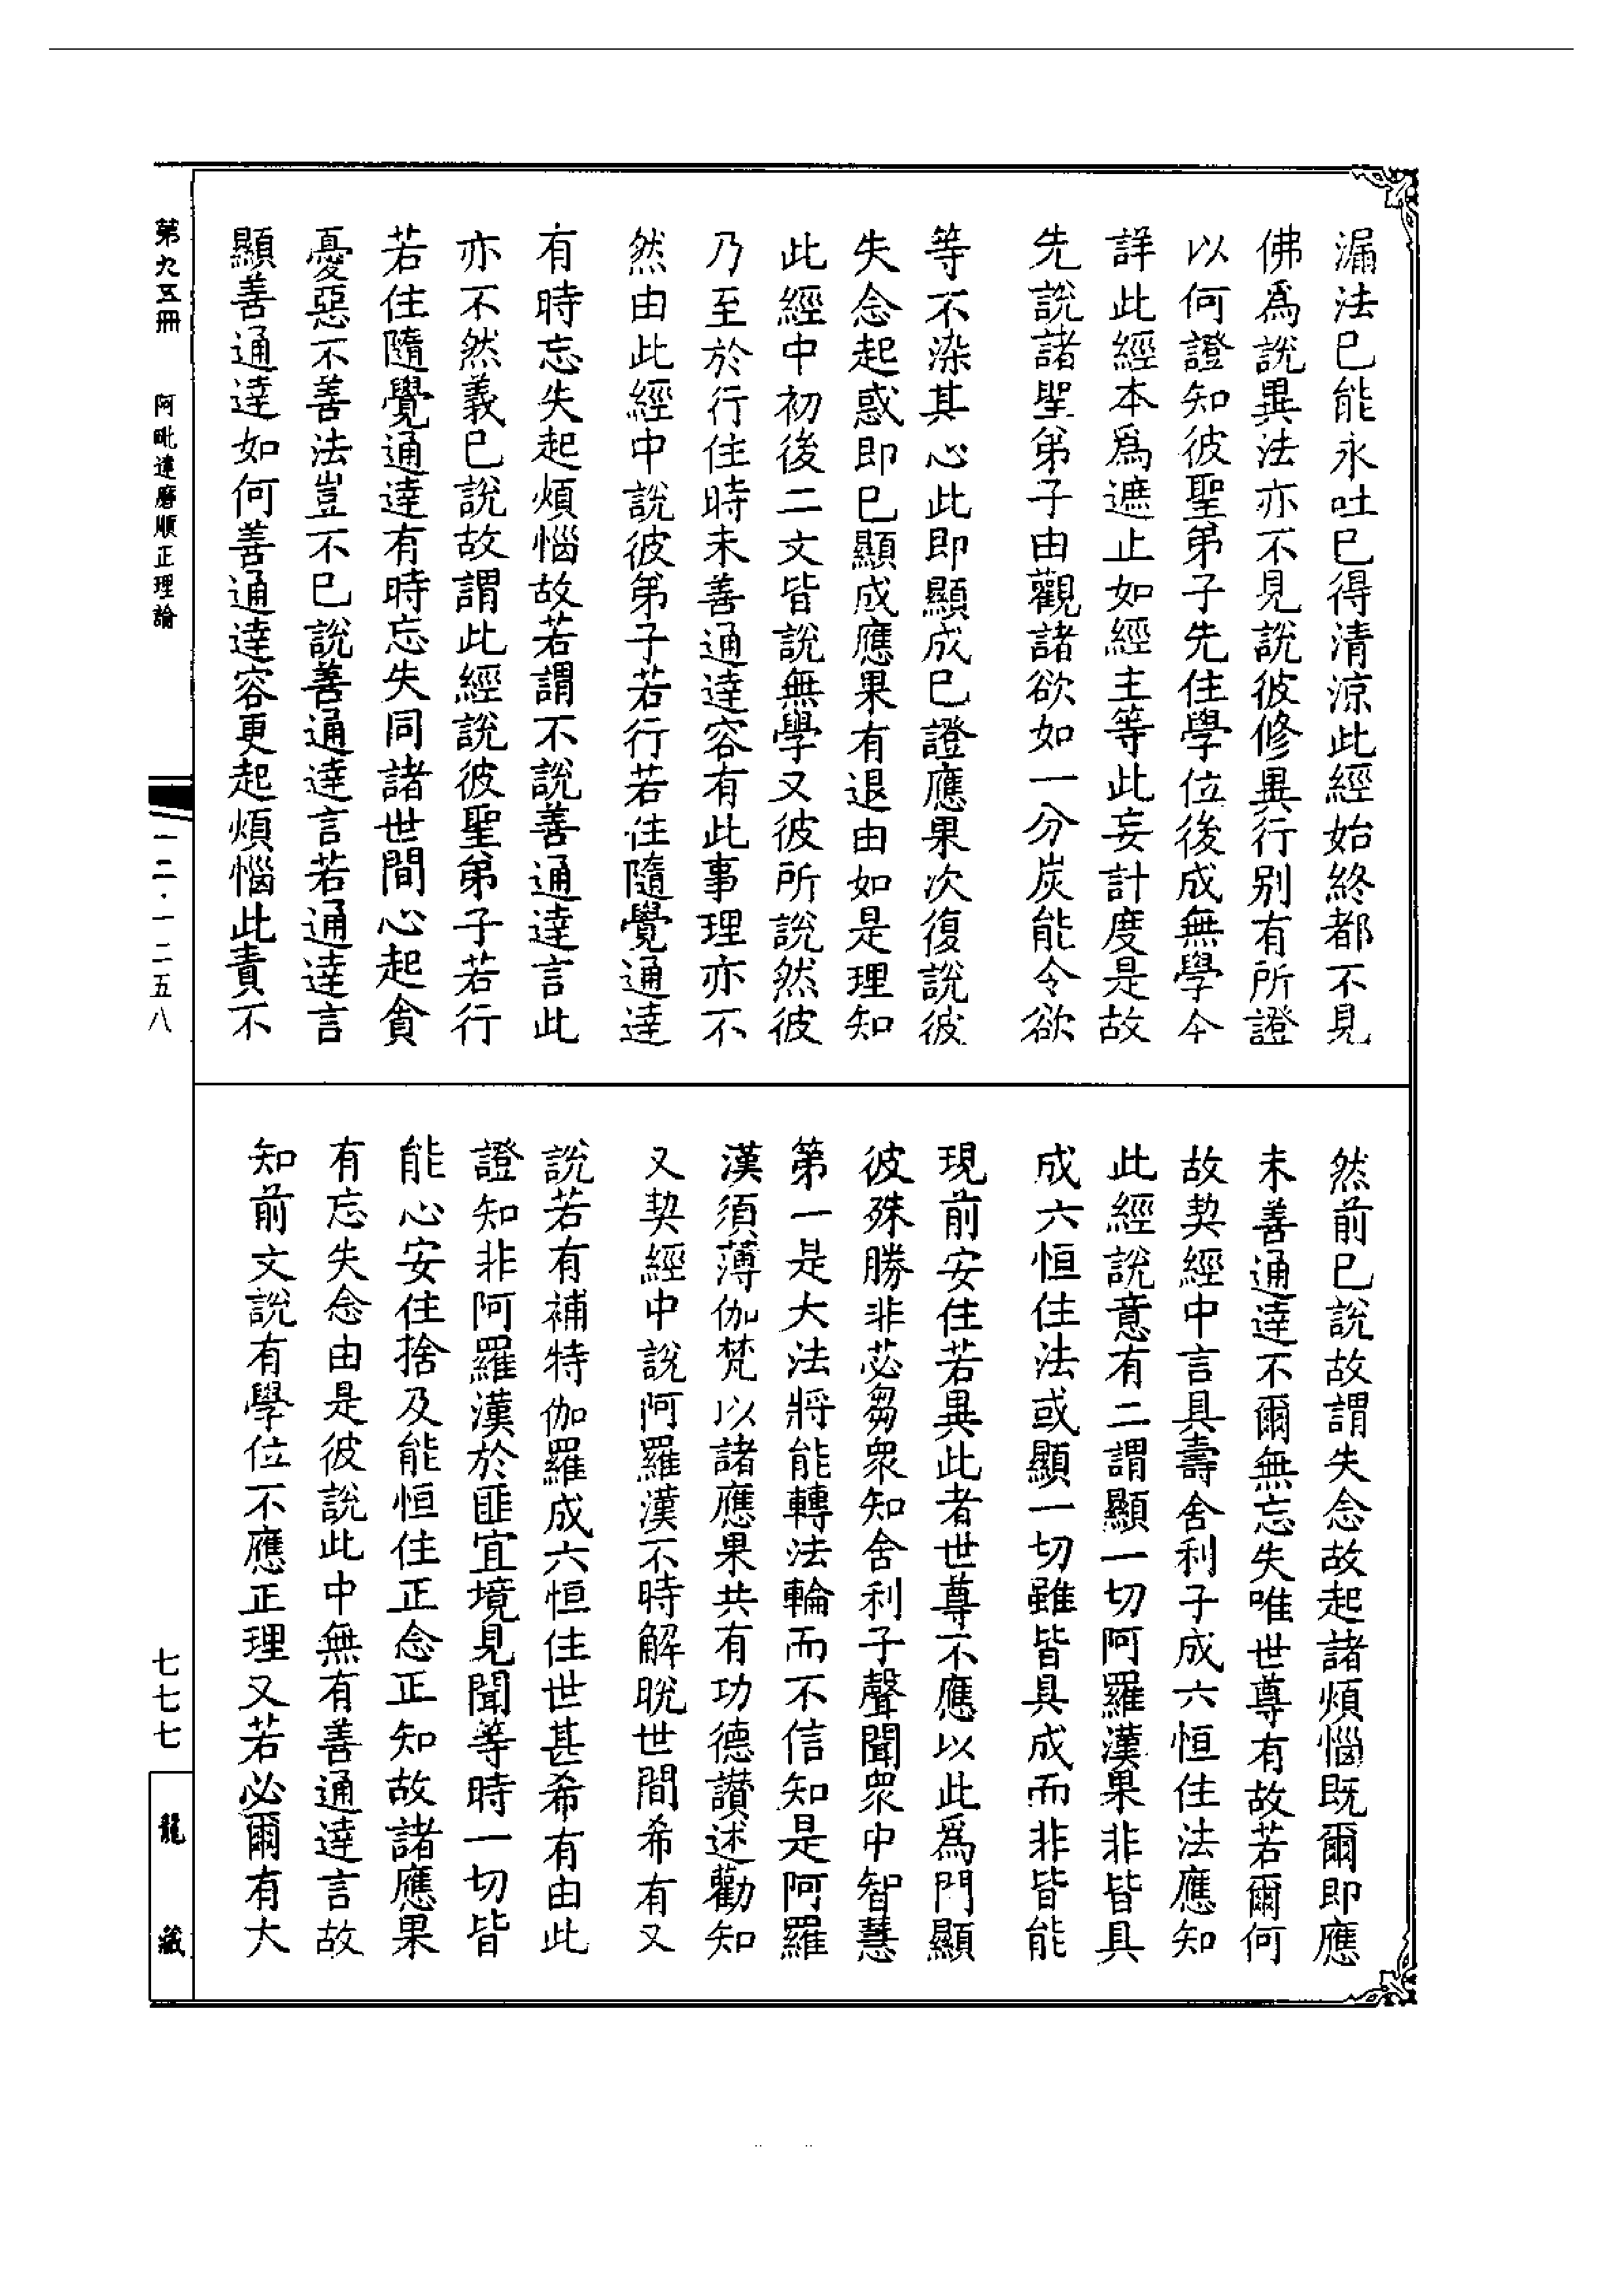 漏法已能永吐已得清涼此經始終都不見
佛爲說異法亦不見說彼修異行别有所證
以何證知彼聖弟子先住學位後成無學今
詳此經本爲遮止如經主等此妄計度是故
先說諸聖弟子由觀諸欲如一分炭能令欲
等不染其心此即顯成已證應果次復說彼
失念起惑即已顯成應果有退由如是理知
此經中初後二文皆說無學又彼所說然彼
乃至於行住時未善通達容有此事理亦不
然由此經中說彼弟子若行若住隨覺通達
有時忘失起煩惱故若謂不說善通達言此
亦不然義已說故謂此經說彼聖弟子若行
若住隨覺通達有時忘失同諸世間心起貪
憂惡不善法豈不已說善通達言若通達言
顯善通達如何善通達容更起煩惱此責不
然前已說故謂失念故起諸煩惱既爾即應
未善通達不爾無忘失唯世尊有故若爾何
故契經中言具壽舍利子成六恒住法應知
此經說意有二謂顯一切阿羅漢果非皆具
成六恒住法或顯一切雖皆具成而非皆能
現前安住若異此者世尊不應以此爲門顯
彼殊勝非苾芻衆知舍利子聲聞衆中智慧
第一是大法將能轉法輪而不信知是阿羅
漢須薄伽梵以諸應果共有功德讚述勸知
又契經中說阿羅漢不時解脫世間希有又
說若有補特伽羅成六恒住世甚希有由此
證知非阿羅漢於匪宜境見聞等時一切皆
能心安住捨及能恒住正念正知故諸應果
有忘失念由是彼說此中無有善通達言故
知前文說有學位不應正理又若必爾有大
第九五冊
阿毗達磨順正理論
一二·一二五八
七七七
龍藏